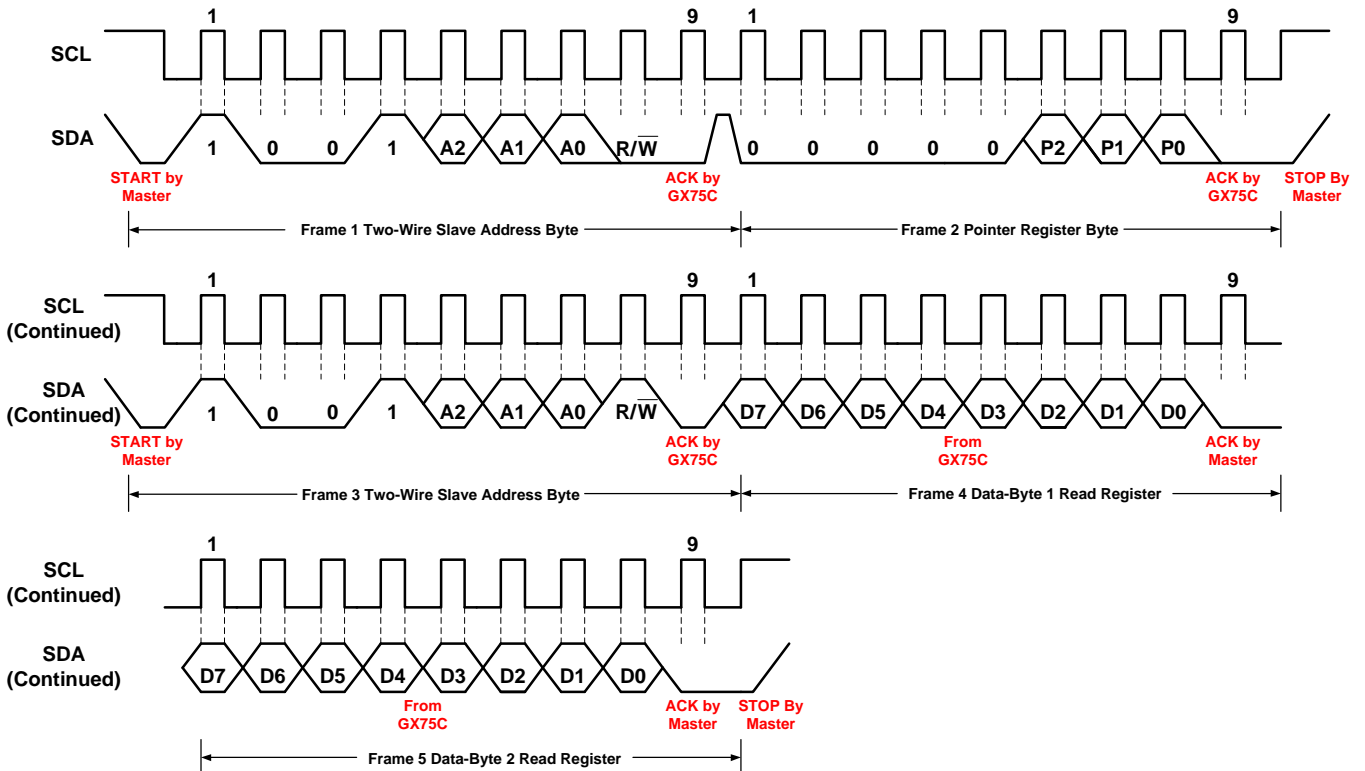 1 9 1 9
SCL
SDA
1 0 0 1 A2 A1 A0 R/W̅ 0 0 0 0 0 P2 P1 P0
START by
Master
ACK by
GX75C
ACK by
GX75C
STOP By
Master
Frame 1 Two-Wire Slave Address Byte
Frame 2 Pointer Register Byte
1 9 1 9
SCL
(Continued)
SDA
(Continued)
1 0 0 1 A2 A1 A0 R/W̅ D7 D6 D5 D4 D3 D2 D1 D0
START by
Master
ACK by
GX75C
From
GX75C
ACK by
Master
Frame 3 Two-Wire Slave Address Byte
Frame 4 Data-Byte 1 Read Register
1 9
SCL
(Continued)
SDA
(Continued)
D7 D6 D5 D4 D3 D2 D1 D0
From
GX75C
ACK by
Master
STOP By
Master
Frame 5 Data-Byte 2 Read Register